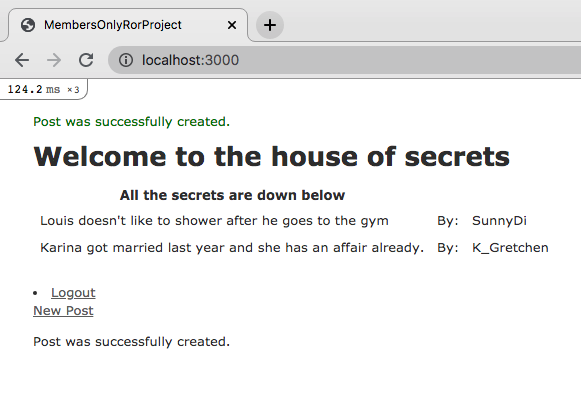 MembersOnlyRorProject
localhost:3000
124.2 ms ×3
Post was successfully created.
Welcome to the house of secrets
All the secrets are down below
Louis doesn't like to shower after he goes to the gym By: SunnyDi
Karina got married last year and she has an affair already. By: K_Gretchen
• Logout
New Post
Post was successfully created.